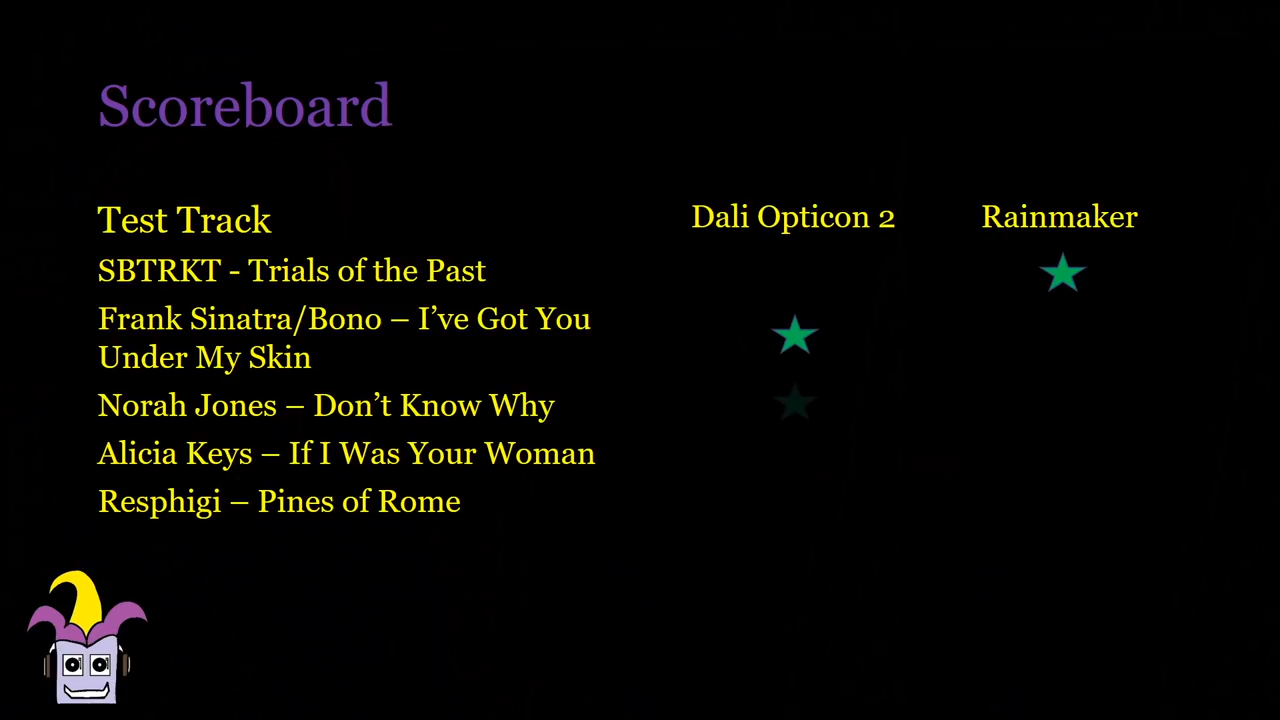 Scoreboard
Test Track Dali Opticon 2 Rainmaker
SBTRKT - Trials of the Past
Frank Sinatra/Bono – I’ve Got You
Under My Skin
Norah Jones – Don’t Know Why
Alicia Keys – If I Was Your Woman
Resphigi – Pines of Rome